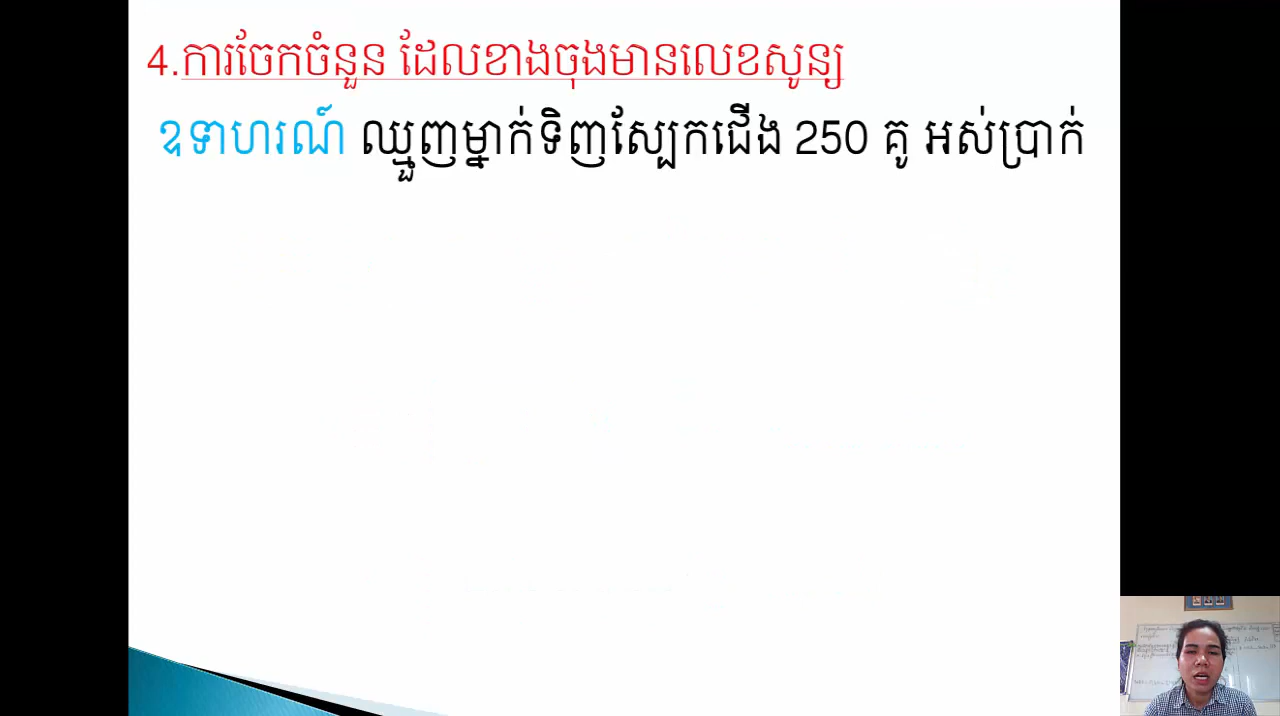 4.ការចែកចំនួន ដែលខាងចុងមានលេខសូន្យ
ឧទាហរណ៍ ឈ្មួញម្នាក់ទិញស្បែកជើង 250 គូ អស់ប្រាក់